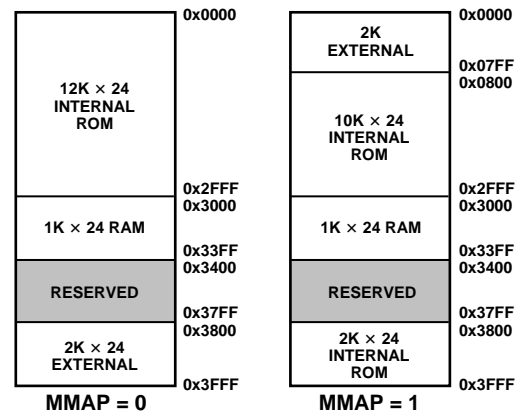 0x0000
12K × 24
INTERNAL
ROM
0x2FFF
0x3000
1K × 24 RAM
0x33FF
0x3400
RESERVED
0x37FF
0x3800
2K × 24
EXTERNAL
0x3FFF
MMAP = 0
0x0000
2K
EXTERNAL
0x07FF
0x0800
10K × 24
INTERNAL
ROM
0x2FFF
0x3000
1K × 24 RAM
0x33FF
0x3400
RESERVED
0x37FF
0x3800
2K × 24
INTERNAL
ROM
0x3FFF
MMAP = 1